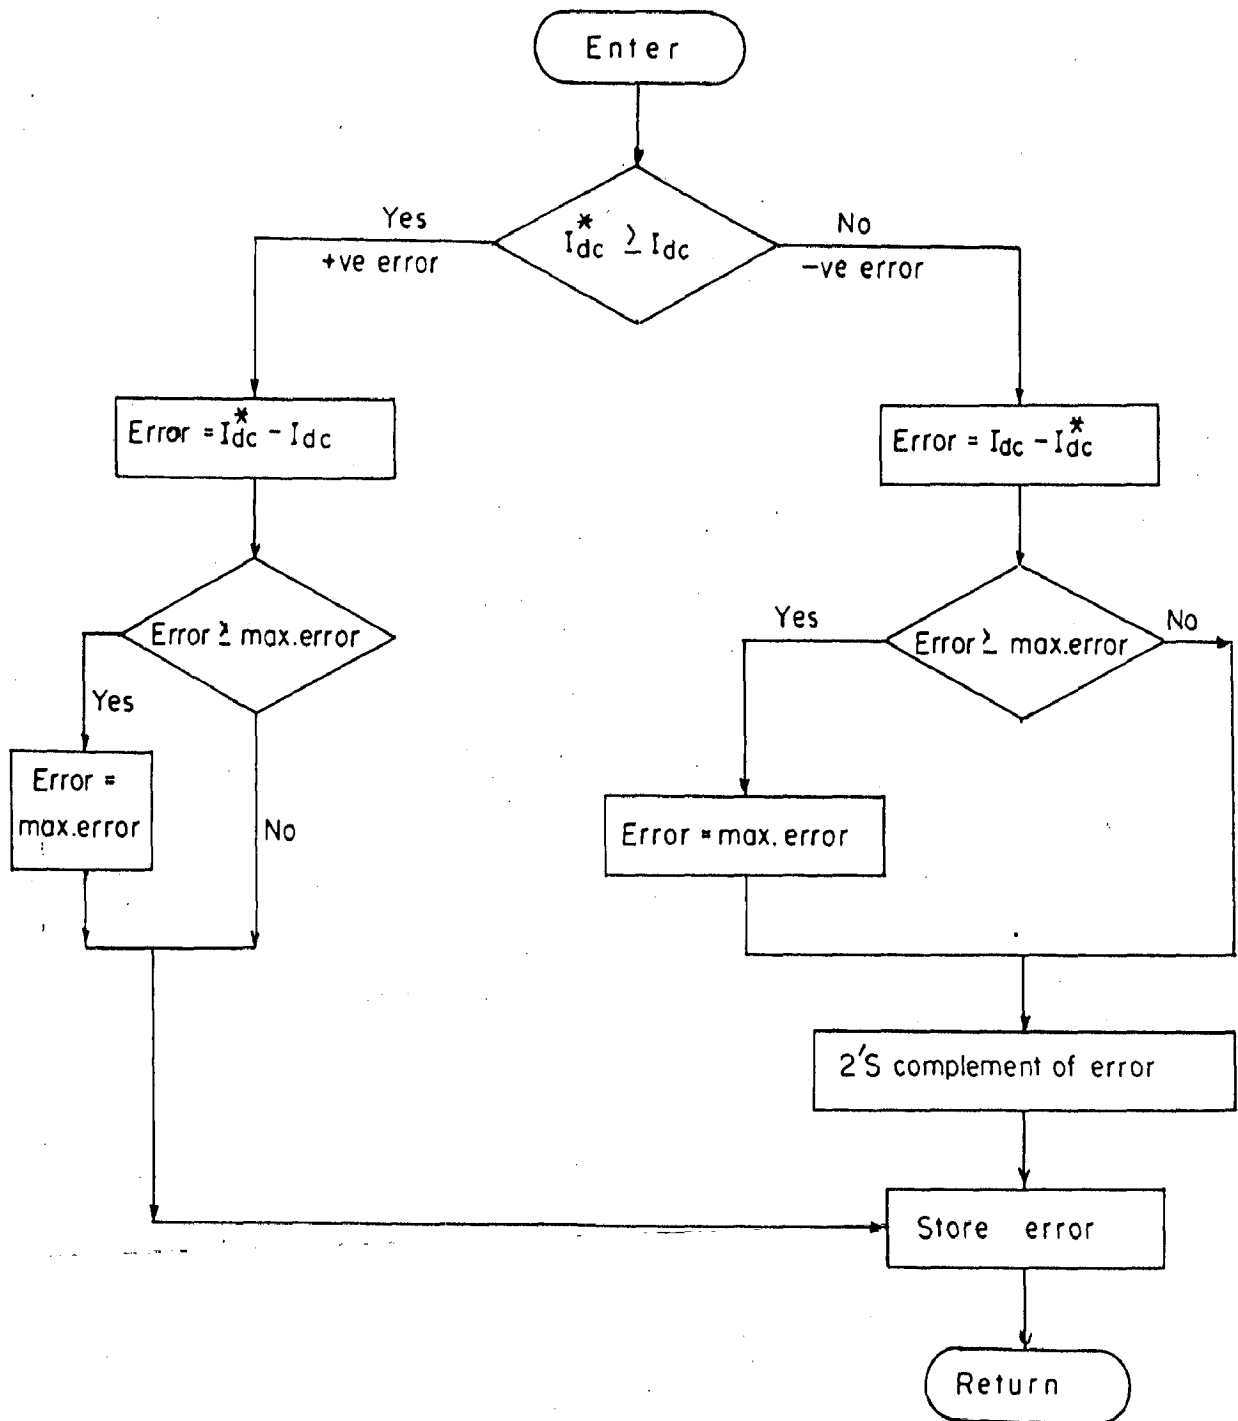 Enter
I*dc ≥ Idc
Yes
+ve error
No
-ve error
Error = I*dc - Idc
Error = Idc - I*dc
Error ≥ max.error
Yes
No
Error =
max.error
Error ≥ max.error
Yes
No
Error = max. error
2'S complement of error
Store error
Return